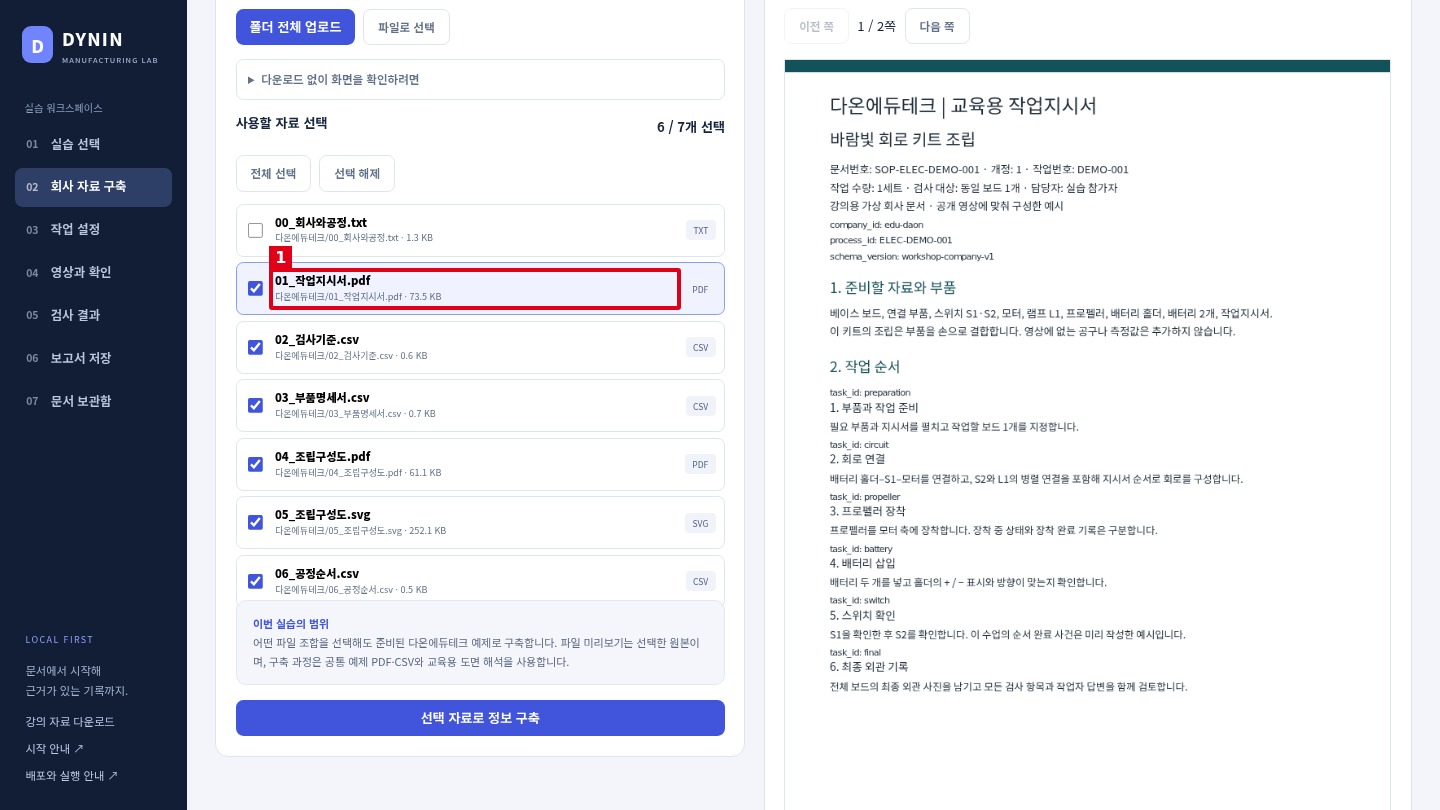 D
DYNIN
MANUFACTURING LAB
실습 워크스페이스
01 실습 선택
02 회사 자료 구축
03 작업 설정
04 영상과 확인
05 검사 결과
06 보고서 저장
07 문서 보관함
LOCAL FIRST
문서에서 시작해
근거가 있는 기록까지.
강의 자료 다운로드
시작 안내 ↗
배포와 실행 안내 ↗
폴더 전체 업로드
파일로 선택
▶ 다운로드 없이 화면을 확인하려면
사용할 자료 선택
6 / 7개 선택
전체 선택
선택 해제
00_회사와공정.txt
다온에듀테크/00_회사와공정.txt · 1.3 KB
TXT
1
01_작업지시서.pdf
다온에듀테크/01_작업지시서.pdf · 73.5 KB
PDF
02_검사기준.csv
다온에듀테크/02_검사기준.csv · 0.6 KB
CSV
03_부품명세서.csv
다온에듀테크/03_부품명세서.csv · 0.7 KB
CSV
04_조립구성도.pdf
다온에듀테크/04_조립구성도.pdf · 61.1 KB
PDF
05_조립구성도.svg
다온에듀테크/05_조립구성도.svg · 252.1 KB
SVG
06_공정순서.csv
다온에듀테크/06_공정순서.csv · 0.5 KB
CSV
이번 실습의 범위
어떤 파일 조합을 선택해도 준비된 다온에듀테크 예제로 구축합니다. 파일 미리보기는 선택한 원본이
며, 구축 과정은 공통 예제 PDF·CSV와 교육용 도면 해석을 사용합니다.
선택 자료로 정보 구축
이전 쪽
1 / 2쪽
다음 쪽
다온에듀테크 | 교육용 작업지시서
바람빛 회로 키트 조립
문서번호: SOP-ELEC-DEMO-001 · 개정: 1 · 작업번호: DEMO-001
작업 수량: 1세트 · 검사 대상: 동일 보드 1개 · 담당자: 실습 참가자
강의용 가상 회사 문서 · 공개 영상에 맞춰 구성한 예시
company_id: edu-daon
process_id: ELEC-DEMO-001
schema_version: workshop-company-v1
1. 준비할 자료와 부품
베이스 보드, 연결 부품, 스위치 S1·S2, 모터, 램프 L1, 프로펠러, 배터리 홀더, 배터리 2개, 작업지시서.
이 키트의 조립은 부품을 손으로 결합합니다. 영상에 없는 공구나 측정값은 추가하지 않습니다.
2. 작업 순서
task_id: preparation
1. 부품과 작업 준비
필요 부품과 지시서를 펼치고 작업할 보드 1개를 지정합니다.
task_id: circuit
2. 회로 연결
배터리 홀더–S1–모터를 연결하고, S2와 L1의 병렬 연결을 포함해 지시서 순서로 회로를 구성합니다.
task_id: propeller
3. 프로펠러 장착
프로펠러를 모터 축에 장착합니다. 장착 중 상태와 장착 완료 기록은 구분합니다.
task_id: battery
4. 배터리 삽입
배터리 두 개를 넣고 홀더의 + / − 표시와 방향이 맞는지 확인합니다.
task_id: switch
5. 스위치 확인
S1을 확인한 후 S2를 확인합니다. 이 수업의 순서 완료 사건은 미리 작성한 예시입니다.
task_id: final
6. 최종 외관 기록
전체 보드의 최종 외관 사진을 남기고 모든 검사 항목과 작업자 답변을 함께 검토합니다.